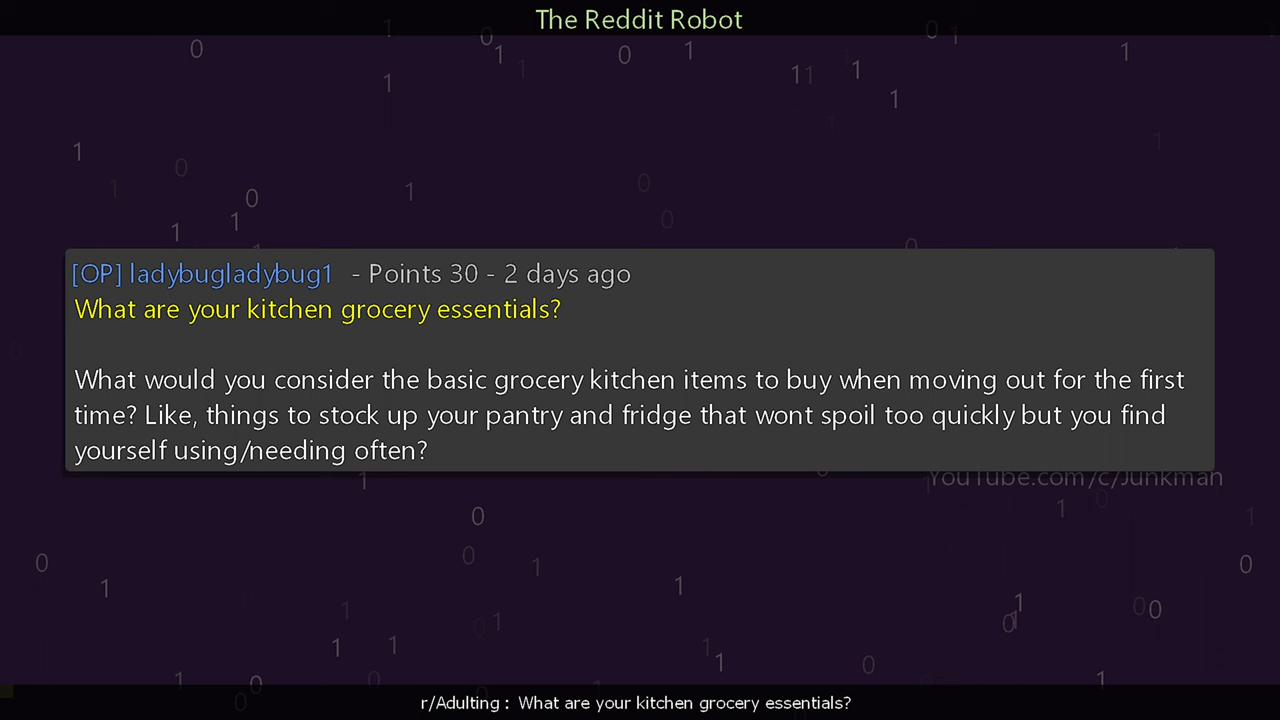 The Reddit Robot
[OP] ladybugladybug1 - Points 30 - 2 days ago
What are your kitchen grocery essentials?
What would you consider the basic grocery kitchen items to buy when moving out for the first
time? Like, things to stock up your pantry and fridge that wont spoil too quickly but you find
yourself using/needing often?
YouTube.com/c/Junkman
r/Adulting : What are your kitchen grocery essentials?